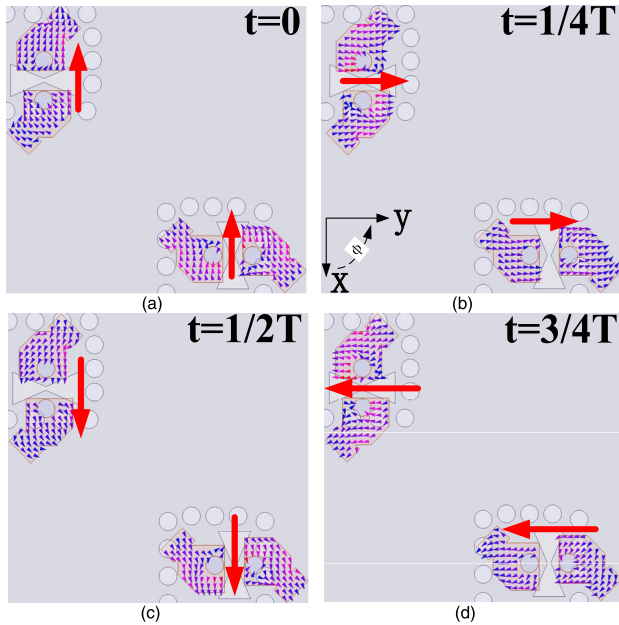 t=0
t=1/4T
y
ϕ
x
(a)
(b)
t=1/2T
t=3/4T
(c)
(d)